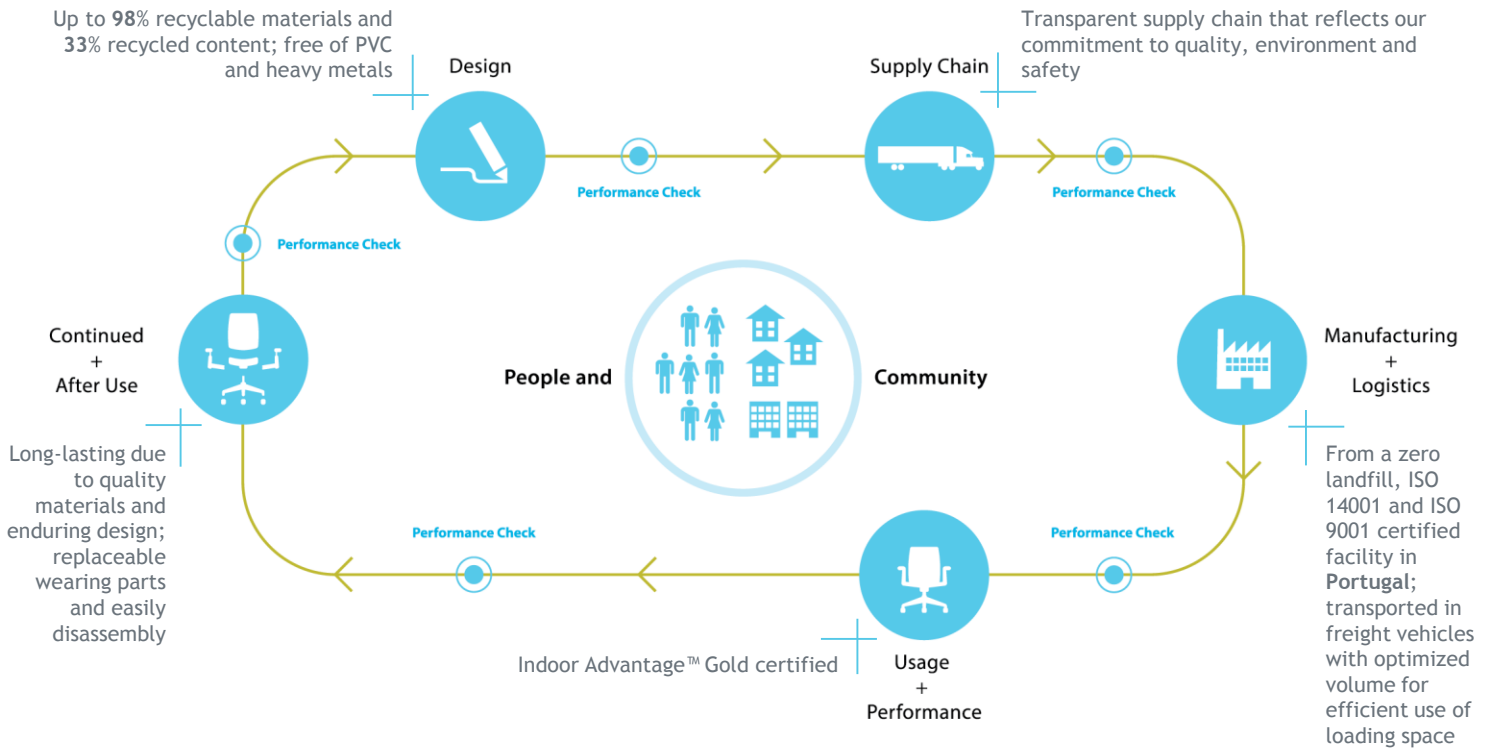 Up to 98% recyclable materials and
33% recycled content; free of PVC
and heavy metals
Design
Supply Chain
Transparent supply chain that reflects our
commitment to quality, environment and
safety
Performance Check
Performance Check
Performance Check
Continued
+
After Use
People and
Community
Manufacturing
+
Logistics
Long-lasting due
to quality
materials and
enduring design;
replaceable
wearing parts
and easily
disassembly
From a zero
landfill, ISO
14001 and ISO
9001 certified
facility in
Portugal;
transported in
freight vehicles
with optimized
volume for
efficient use of
loading space
Performance Check
Performance Check
Indoor Advantage™ Gold certified
Usage
+
Performance